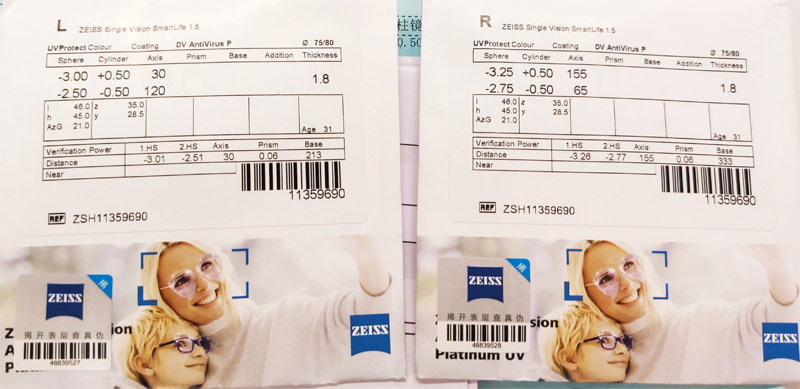 L
ZEISS Single Vision SmartLife 1.5
UVProtect Colour Coating DV AntiVirus P Ø 75/80
Sphere Cylinder Axis Prism Base Addition Thickness
-3.00 +0.50 30
-2.50 -0.50 120
1.8
l 46.0 z 35.0
h 45.0 y 28.5
AzG 21.0
Age 31
Verification Power 1.HS 2.HS Axis Prism Base
Distance -3.01 -2.51 30 0.06 213
Near
11359690
REF ZSH11359690
揭
ZEISS
揭开表层查真伪
46839527
ZEISS
柱镜
0.50
R
ZEISS Single Vision SmartLife 1.5
UVProtect Colour Coating DV AntiVirus P Ø 75/80
Sphere Cylinder Axis Prism Base Addition Thickness
-3.25 +0.50 155
-2.75 -0.50 65
1.8
l 46.0 z 35.0
h 45.0 y 28.5
AzG 21.0
Age 31
Verification Power 1.HS 2.HS Axis Prism Base
Distance -3.26 -2.77 155 0.06 333
Near
11359690
REF ZSH11359690
揭
ZEISS
揭开表层查真伪
46839528
Platinum UV
ZEISS